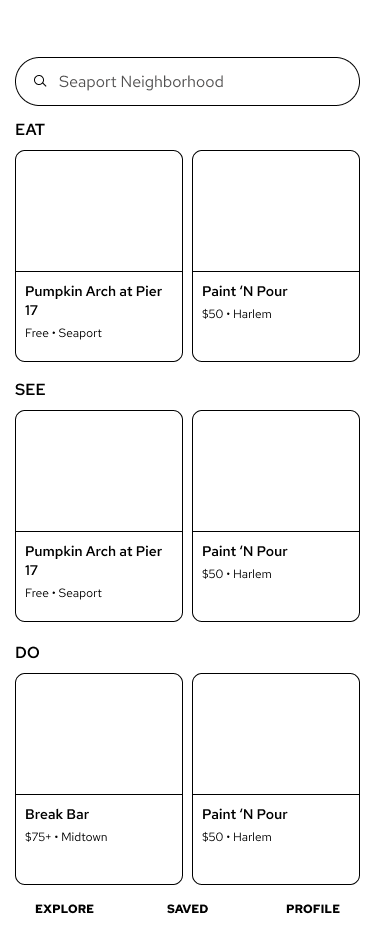 Seaport Neighborhood
EAT
Pumpkin Arch at Pier
17
Free • Seaport
Paint ‘N Pour
$50 • Harlem
SEE
Pumpkin Arch at Pier
17
Free • Seaport
Paint ‘N Pour
$50 • Harlem
DO
Break Bar
$75+ • Midtown
Paint ‘N Pour
$50 • Harlem
EXPLORE
SAVED
PROFILE